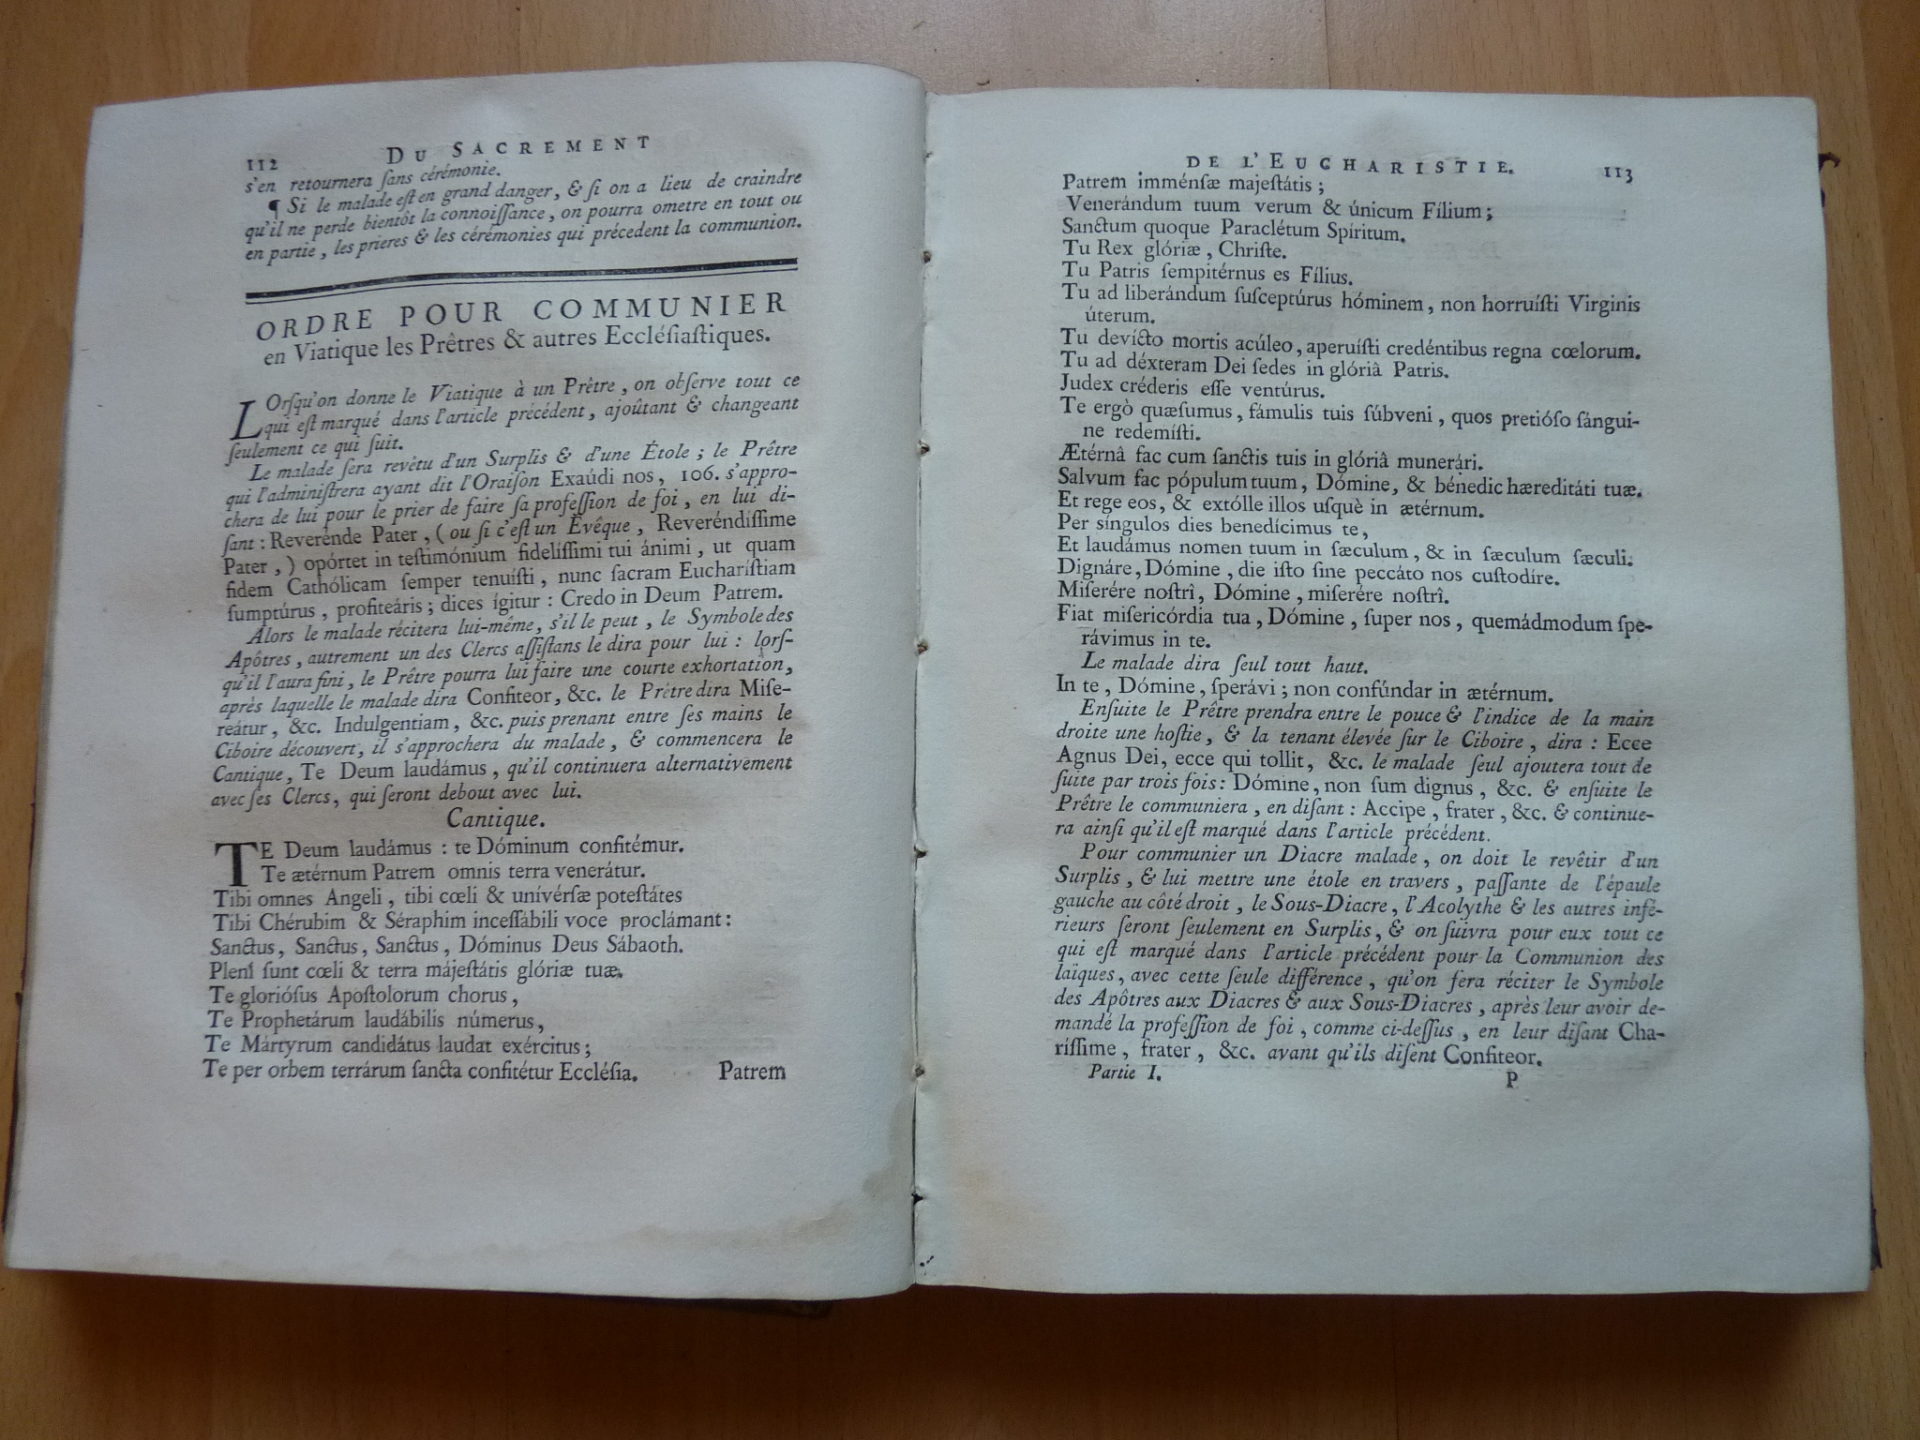 112 DU SACREMENT
s'en retournera ſans cérémonie.
¶ Si le malade eſt en grand danger, & ſi on a lieu de craindre
qu'il ne perde bientôt la connoiſſance, on pourra ometre en tout ou
en partie, les prieres & les cérémonies qui précedent la communion.
ORDRE POUR COMMUNIER
en Viatique les Prêtres & autres Eccléſiaſtiques.
LOrſqu'on donne le Viatique à un Prêtre, on obſerve tout ce
qui eſt marqué dans l'article précédent, ajoûtant & changeant
ſeulement ce qui ſuit.
Le malade ſera revêtu d'un Surplis & d'une Étole; le Prêtre
qui l'adminiſtrera ayant dit l'Oraiſon Exaúdi nos, 106. s'appro-
chera de lui pour le prier de faire ſa profeſſion de foi, en lui di-
ſant : Reverénde Pater, (ou ſi c'eſt un Évêque, Reveréndíſſime
Pater,) opórtet in teſtimónium fidelíſſimi tui ánimi, ut quam
fidem Cathólicam ſemper tenuíſti, nunc ſacram Euchariſtiam
ſumptúrus, profiteáris; dices ígitur : Credo in Deum Patrem.
Alors le malade récitera lui-même, s'il le peut, le Symbole des
Apôtres, autrement un des Clercs aſſiſtans le dira pour lui : lorſ-
qu'il l'aura fini, le Prêtre pourra lui faire une courte exhortation,
après laquelle le malade dira Confiteor, &c. le Prêtre dira Miſe-
reátur, &c. Indulgentiam, &c. puis prenant entre ſes mains le
Ciboire découvert, il s'approchera du malade, & commencera le
Cantique, Te Deum laudámus, qu'il continuera alternativement
avec ſes Clercs, qui ſeront debout avec lui.
Cantique.
TE Deum laudámus : te Dóminum confitémur.
Te ætérnum Patrem omnis terra venerátur.
Tibi omnes Angeli, tibi cœli & univérſæ poteſtátes
Tibi Chérubim & Séraphim inceſſábili voce proclámant :
Sanctus, Sanctus, Sanctus, Dóminus Deus Sábaoth.
Pleni ſunt cœli & terra májeſtátis glóriæ tuæ.
Te glorióſus Apoſtolorum chorus,
Te Prophetárum laudábilis númerus,
Te Mártyrum candidátus laudat exércitus;
Te per orbem terrárum ſancta confitétur Eccléſia. Patrem
DE L'EUCHARISTIE. 113
Patrem imménſæ majeſtátis;
Venerándum tuum verum & únicum Fílium;
Sanctum quoque Paraclétum Spíritum.
Tu Rex glóriæ, Chriſte.
Tu Patris ſempitérnus es Fílius.
Tu ad liberándum ſuſceptúrus hóminem, non horruíſti Virginis
úterum.
Tu devícto mortis acúleo, aperuíſti credéntibus regna cœlorum.
Tu ad déxteram Dei ſedes in glóriâ Patris.
Judex créderis eſſe ventúrus.
Te ergò quæſumus, fámulis tuis ſúbveni, quos pretióſo ſángui-
ne redemíſti.
Ætérnâ fac cum ſanctis tuis in glóriâ munerári.
Salvum fac pópulum tuum, Dómine, & bénedic hæreditáti tuæ.
Et rege eos, & extólle illos uſquè in ætérnum.
Per síngulos dies benedícimus te,
Et laudámus nomen tuum in ſæculum, & in ſæculum ſæculi.
Dignáre, Dómine, die iſto ſine peccáto nos cuſtodíre.
Miſerére noſtrî, Dómine, miſerére noſtrî.
Fiat miſericórdia tua, Dómine, ſuper nos, quemádmodum ſpe-
rávimus in te.
Le malade dira ſeul tout haut.
In te, Dómine, ſperávi; non confúndar in ætérnum.
Enſuite le Prêtre prendra entre le pouce & l'indice de la main
droite une hoſtie, & la tenant élevée ſur le Ciboire, dira : Ecce
Agnus Dei, ecce qui tollit, &c. le malade ſeul ajoutera tout de
ſuite par trois fois : Dómine, non ſum dignus, &c. & enſuite le
Prêtre le communiera, en diſant : Accipe, frater, &c. & continue-
ra ainſi qu'il eſt marqué dans l'article précédent.
Pour communier un Diacre malade, on doit le revêtir d'un
Surplis, & lui mettre une étole en travers, paſſante de l'épaule
gauche au côté droit, le Sous-Diacre, l'Acolythe & les autres infé-
rieurs ſeront ſeulement en Surplis, & on ſuivra pour eux tout ce
qui eſt marqué dans l'article précédent pour la Communion des
laïques, avec cette ſeule différence, qu'on fera réciter le Symbole
des Apôtres aux Diacres & aux Sous-Diacres, après leur avoir de-
mandé la profeſſion de foi, comme ci-deſſus, en leur diſant Cha-
riſſime, frater, &c. avant qu'ils diſent Confiteor.
Partie I. P